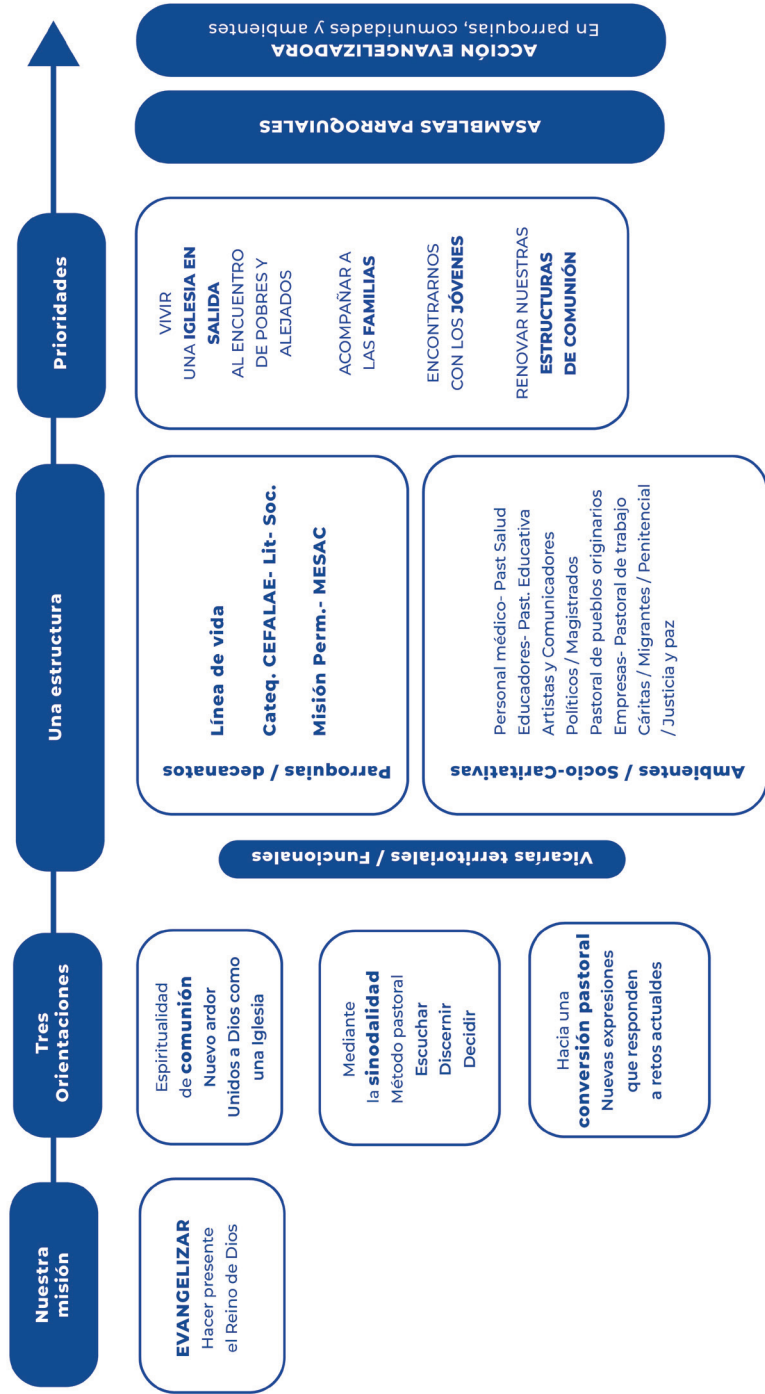 Nuestra
misión
EVANGELIZAR
Hacer presente
el Reino de Dios
Tres
Orientaciones
Espiritualidad
de comunión
Nuevo ardor
Unidos a Dios como
una Iglesia
Mediante
la sinodalidad
Método pastoral
Escuchar
Discernir
Decidir
Hacia una
conversión pastoral
Nuevas expresiones
que responden
a retos actualdes
Una estructura
Vicarías territoriales / Funcionales
Parroquias / decanatos
Línea de vida
Cateq. CEFALAE- Lit- Soc.
Misión Perm.- MESAC
Ambientes / Socio-Caritativas
Personal médico- Past Salud
Educadores- Past. Educativa
Artistas y Comunicadores
Políticos / Magistrados
Pastoral de pueblos originarios
Empresas- Pastoral de trabajo
Cáritas / Migrantes / Penitencial
/ Justicia y paz
Prioridades
VIVIR
UNA IGLESIA EN
SALIDA
AL ENCUENTRO
DE POBRES Y
ALEJADOS
ACOMPAÑAR A
LAS FAMILIAS
ENCONTRARNOS
CON LOS JÓVENES
RENOVAR NUESTRAS
ESTRUCTURAS
DE COMUNIÓN
ASAMBLEAS PARROQUIALES
ACCIÓN EVANGELIZADORA
En parroquias, comunidades y ambientes